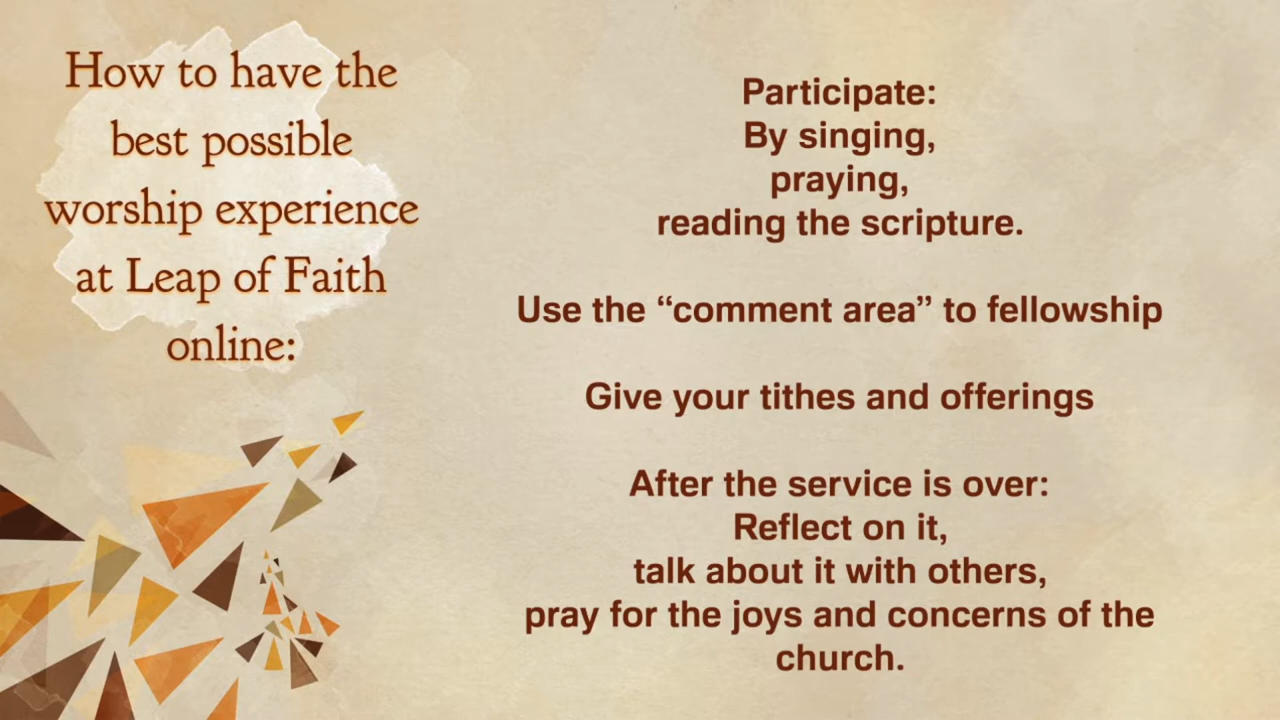 How to have the
best possible
worship experience
at Leap of Faith
online:
Participate:
By singing,
praying,
reading the scripture.
Use the “comment area” to fellowship
Give your tithes and offerings
After the service is over:
Reflect on it,
talk about it with others,
pray for the joys and concerns of the
church.